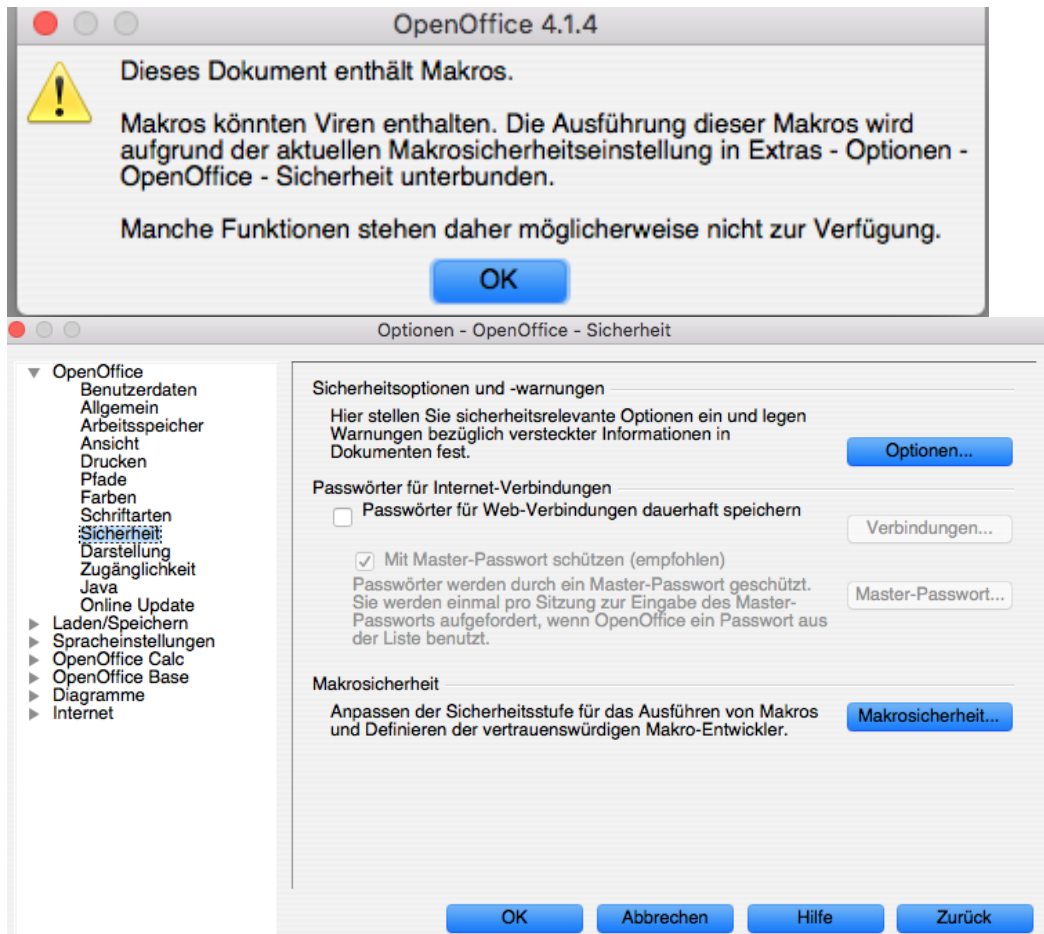 OpenOffice 4.1.4
Dieses Dokument enthält Makros.
Makros könnten Viren enthalten. Die Ausführung dieser Makros wird
aufgrund der aktuellen Makrosicherheitseinstellung in Extras - Optionen -
OpenOffice - Sicherheit unterbunden.
Manche Funktionen stehen daher möglicherweise nicht zur Verfügung.
OK
Optionen - OpenOffice - Sicherheit
OpenOffice
Benutzerdaten
Allgemein
Arbeitsspeicher
Ansicht
Drucken
Pfade
Farben
Schriftarten
Sicherheit
Darstellung
Zugänglichkeit
Java
Online Update
Laden/Speichern
Spracheinstellungen
OpenOffice Calc
OpenOffice Base
Diagramme
Internet
Sicherheitsoptionen und -warnungen
Hier stellen Sie sicherheitsrelevante Optionen ein und legen
Warnungen bezüglich versteckter Informationen in
Dokumenten fest.
Optionen...
Passwörter für Internet-Verbindungen
Passwörter für Web-Verbindungen dauerhaft speichern
Verbindungen...
Mit Master-Passwort schützen (empfohlen)
Passwörter werden durch ein Master-Passwort geschützt.
Sie werden einmal pro Sitzung zur Eingabe des Master-
Passworts aufgefordert, wenn OpenOffice ein Passwort aus
der Liste benutzt.
Master-Passwort...
Makrosicherheit
Anpassen der Sicherheitsstufe für das Ausführen von Makros
und Definieren der vertrauenswürdigen Makro-Entwickler.
Makrosicherheit...
OK
Abbrechen
Hilfe
Zurück